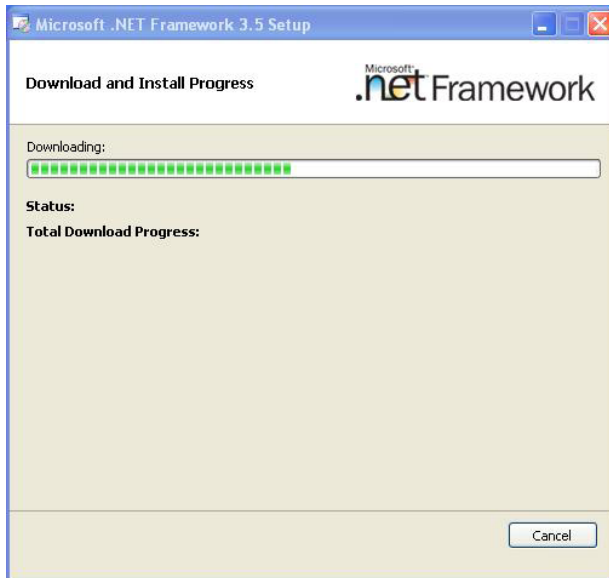 Microsoft .NET Framework 3.5 Setup
Download and Install Progress
Microsoft
.net Framework
Downloading:
Status:
Total Download Progress:
Cancel